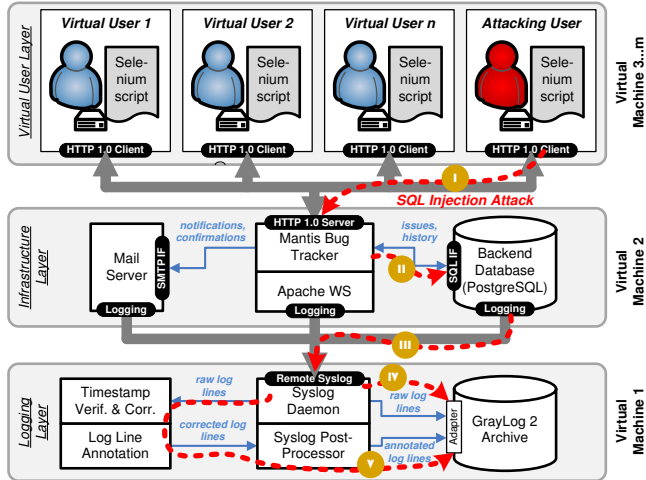 Virtual User Layer
Virtual User 1
Sele-
nium
script
HTTP 1.0 Client
Virtual User 2
Sele-
nium
script
HTTP 1.0 Client
Virtual User n
Sele-
nium
script
HTTP 1.0 Client
Attacking User
Sele-
nium
script
HTTP 1.0 Client
Virtual
Machine 3...m
I
SQL Injection Attack
Infrastructure
Layer
Mail
Server
SMTP IF
Logging
notifications,
confirmations
HTTP 1.0 Server
Mantis Bug
Tracker
Apache WS
Logging
issues,
history
II
SQL IF
Backend
Database
(PostgreSQL)
Logging
Virtual
Machine 2
III
Logging
Layer
Timestamp
Verif. & Corr.
Log Line
Annotation
raw log
lines
corrected log
lines
Remote Syslog
Syslog
Daemon
Syslog Post-
Processor
IV
raw log
lines
annotated
log lines
V
Adapter
GrayLog 2
Archive
Virtual
Machine 1